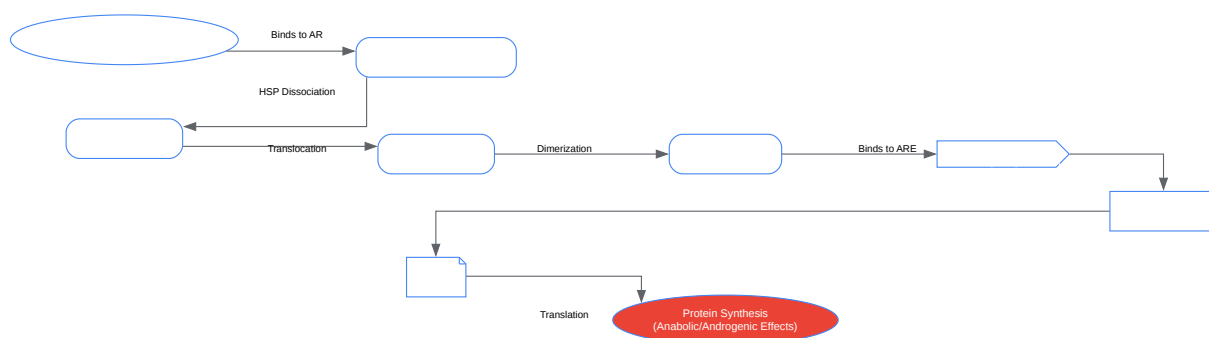 Binds to AR
HSP Dissociation
Translocation
Dimerization
Binds to ARE
Translation
Protein Synthesis
(Anabolic/Androgenic Effects)